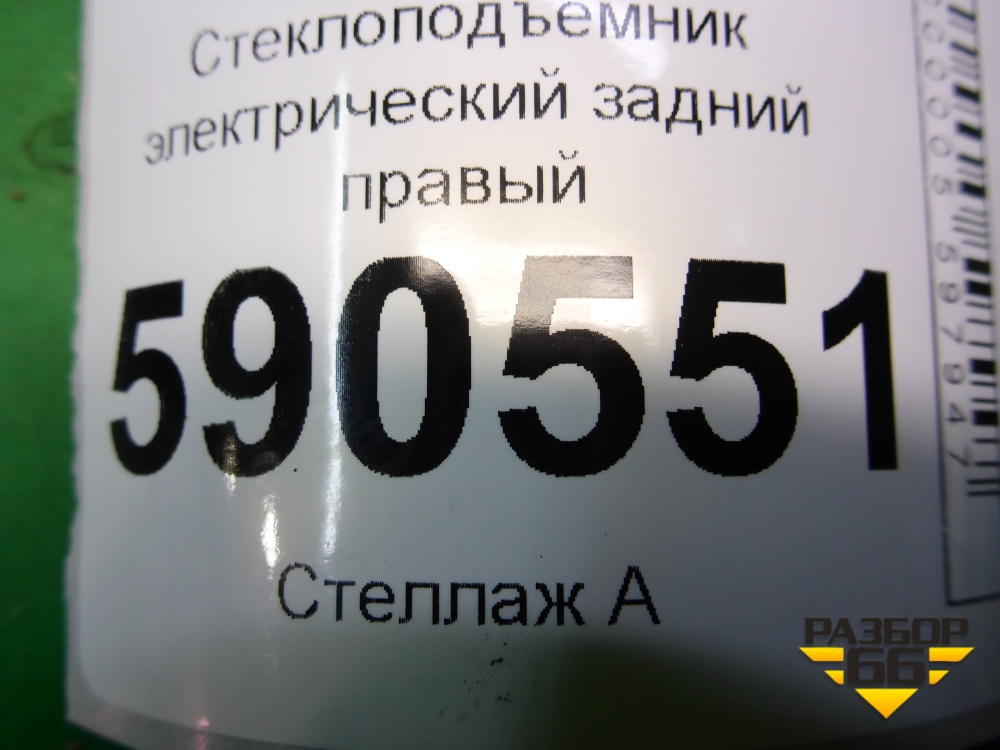 Стеклоподъемник
электрический задний
правый
590551
Стеллаж А
РАЗБОР
66